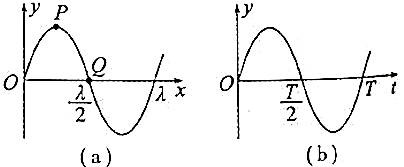 y P
Q
O λ/2 λ x
(a)
y
O T/2 T t
(b)